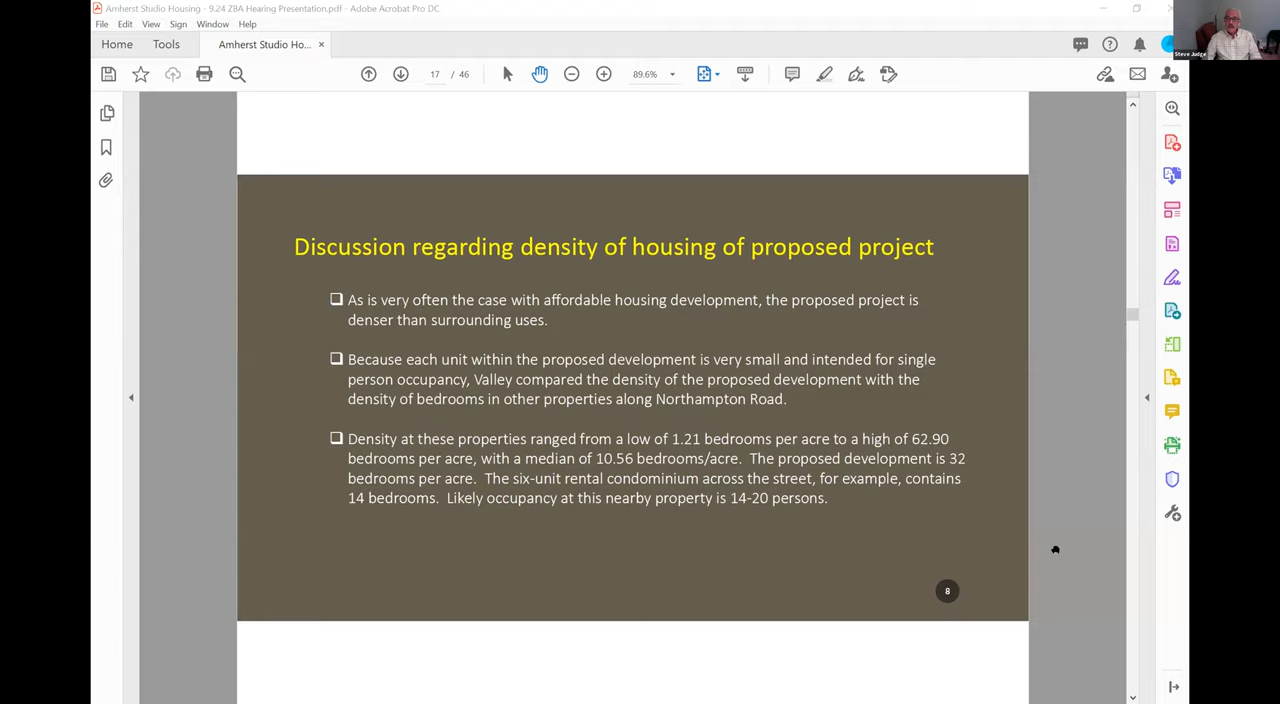 Amherst Studio Housing - 9.24 ZBA Hearing Presentation.pdf - Adobe Acrobat Pro DC
File Edit View Sign Window Help
Home Tools Amherst Studio Ho... ×
17 / 46 89.6%
Steve Judge
Discussion regarding density of housing of proposed project
As is very often the case with affordable housing development, the proposed project is
denser than surrounding uses.
Because each unit within the proposed development is very small and intended for single
person occupancy, Valley compared the density of the proposed development with the
density of bedrooms in other properties along Northampton Road.
Density at these properties ranged from a low of 1.21 bedrooms per acre to a high of 62.90
bedrooms per acre, with a median of 10.56 bedrooms/acre. The proposed development is 32
bedrooms per acre. The six-unit rental condominium across the street, for example, contains
14 bedrooms. Likely occupancy at this nearby property is 14-20 persons.
8